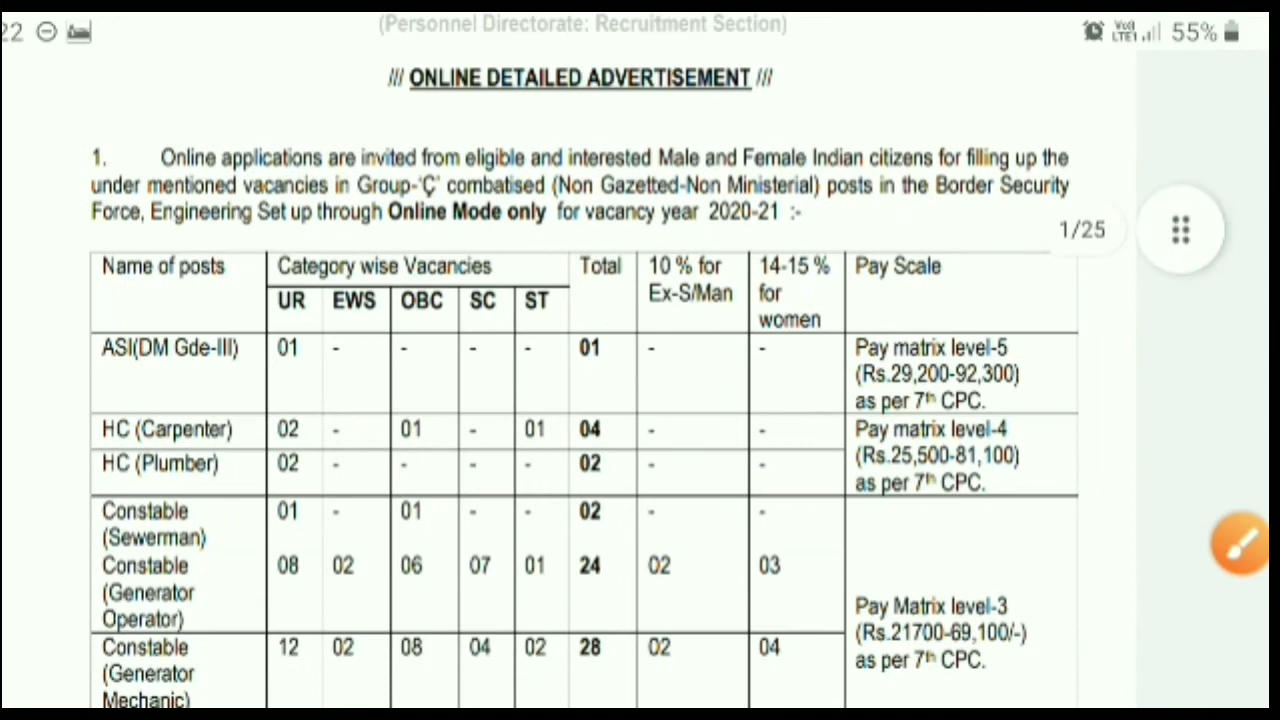 22
55%
(Personnel Directorate: Recruitment Section)
/// ONLINE DETAILED ADVERTISEMENT ///
1. Online applications are invited from eligible and interested Male and Female Indian citizens for filling up the
under mentioned vacancies in Group-'Ç' combatised (Non Gazetted-Non Ministerial) posts in the Border Security
Force, Engineering Set up through Online Mode only for vacancy year 2020-21 :-
1/25
Name of posts Category wise Vacancies Total 10 % for Ex-S/Man 14-15 % for women Pay Scale
UR EWS OBC SC ST
ASI(DM Gde-III) 01 - - - - 01 - - Pay matrix level-5
(Rs.29,200-92,300)
as per 7th CPC.
HC (Carpenter) 02 - 01 - 01 04 - - Pay matrix level-4
(Rs.25,500-81,100)
HC (Plumber) 02 - - - - 02 - -
as per 7th CPC.
Constable (Sewerman) 01 - 01 - - 02 - -
Constable (Generator Operator) 08 02 06 07 01 24 02 03
Pay Matrix level-3
(Rs.21700-69,100/-)
as per 7th CPC.
Constable (Generator Mechanic) 12 02 08 04 02 28 02 04